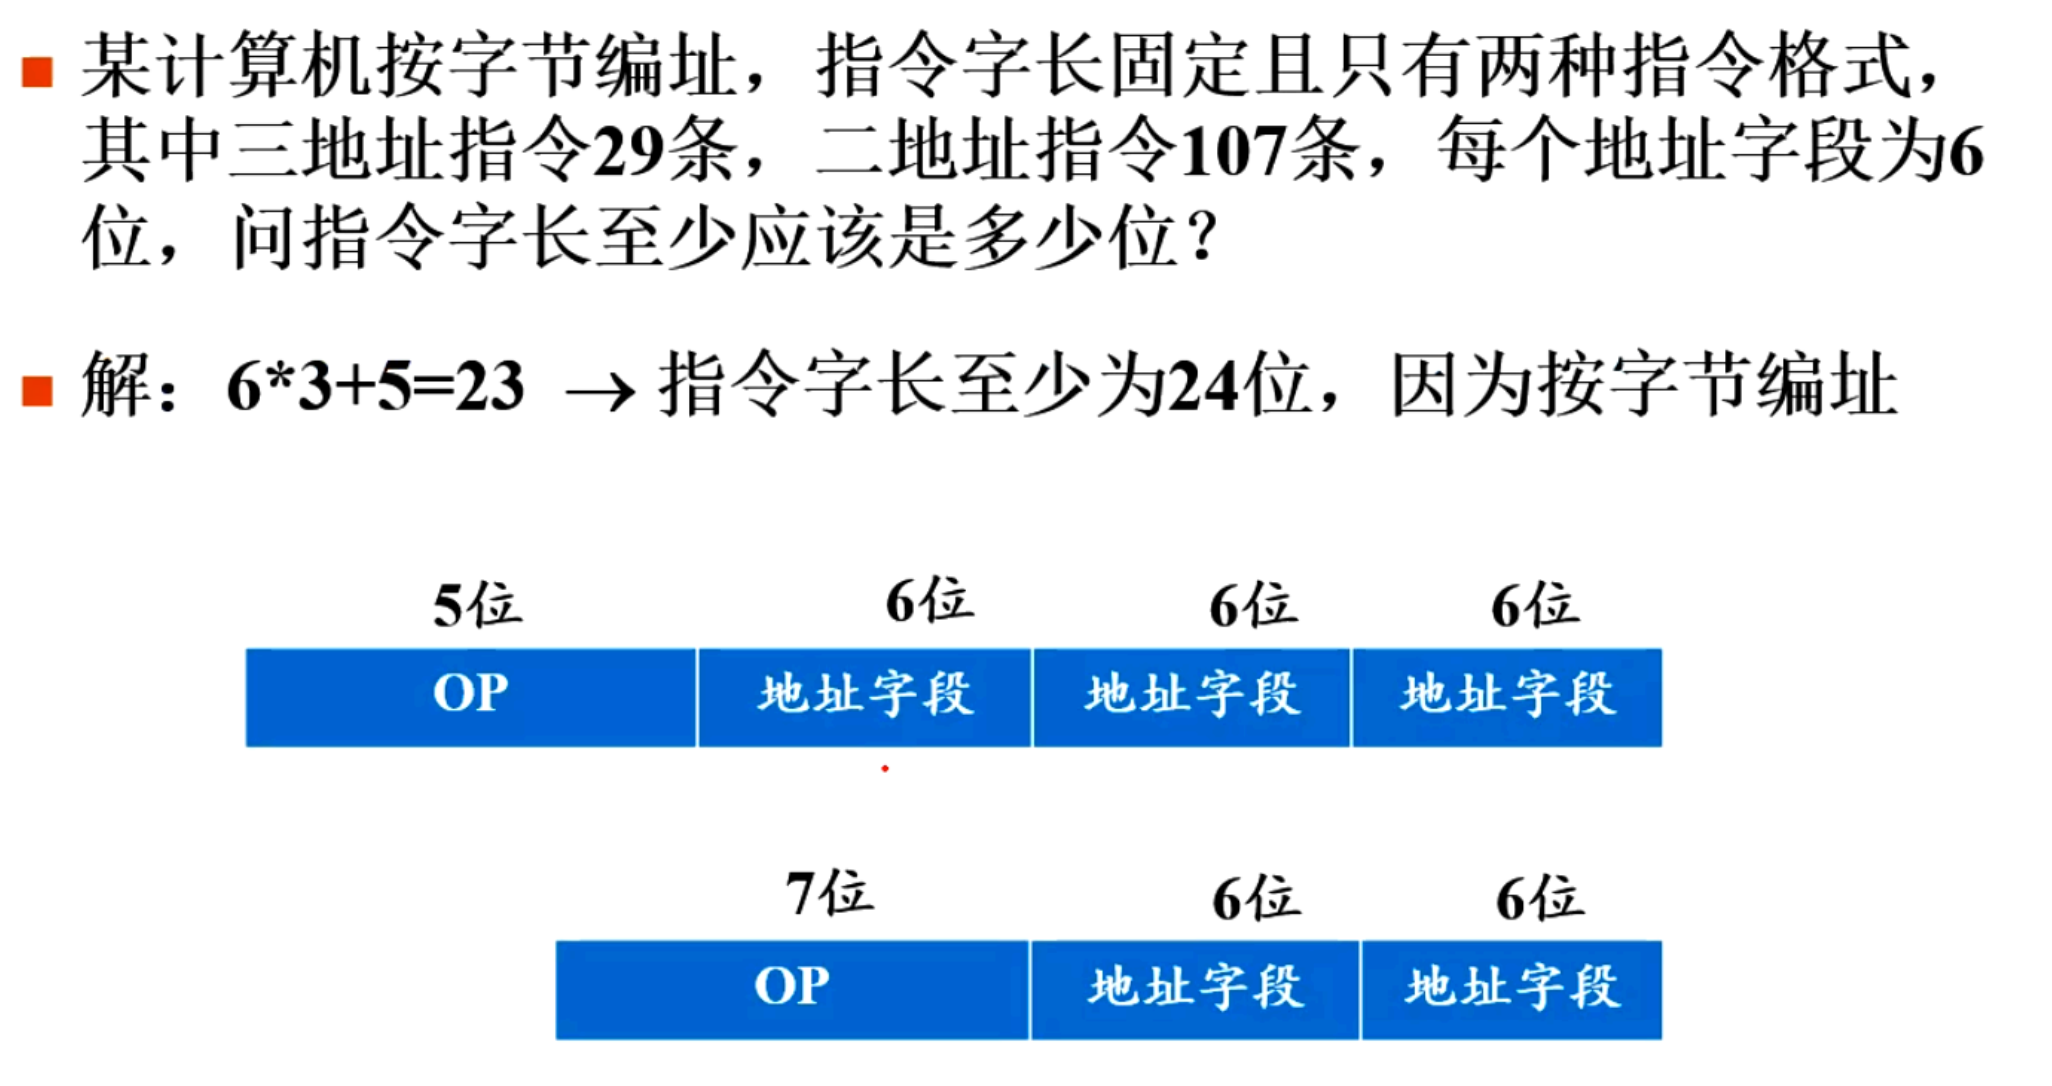 某计算机按字节编址，指令字长固定且只有两种指令格式，
其中三地址指令29条，二地址指令107条，每个地址字段为6
位，问指令字长至少应该是多少位？
解：6*3+5=23 → 指令字长至少为24位，因为按字节编址
5位 6位 6位 6位
OP 地址字段 地址字段 地址字段
7位 6位 6位
OP 地址字段 地址字段